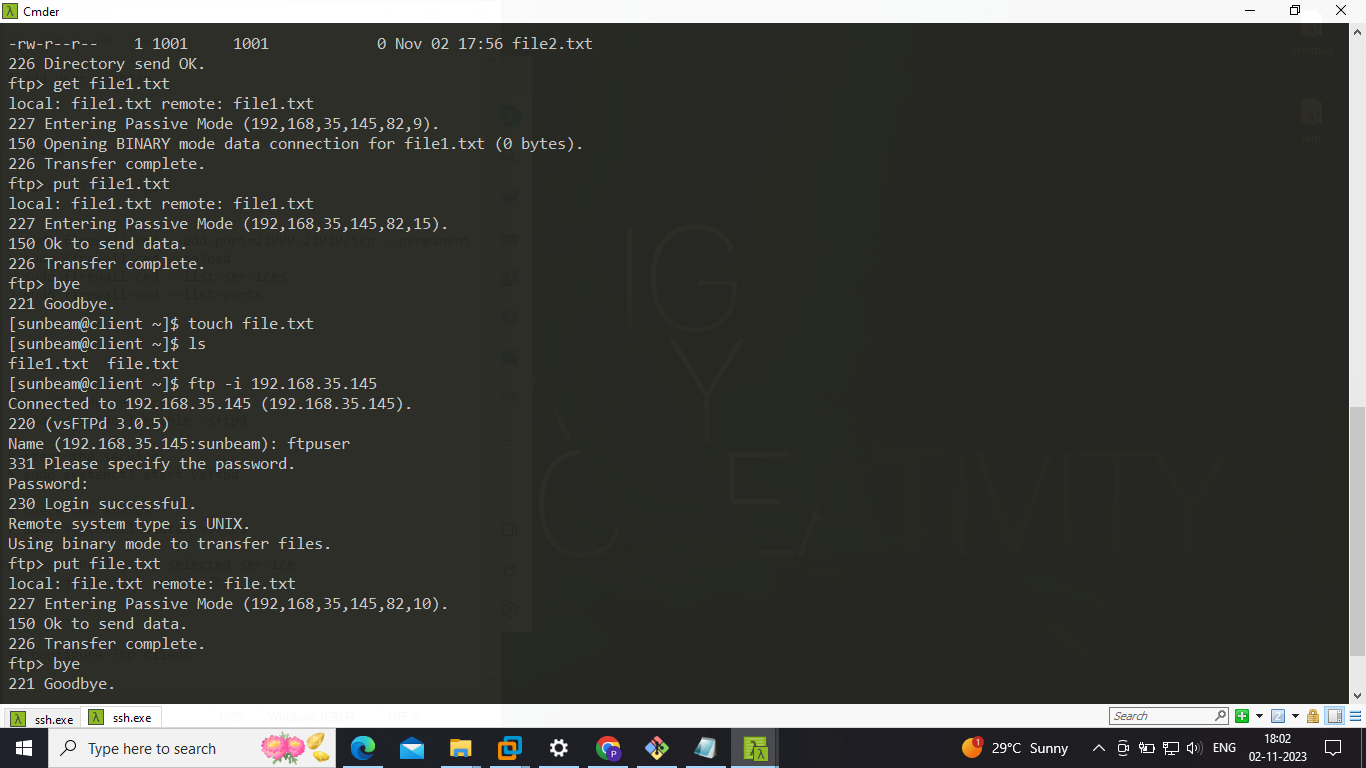 Cmder
-rw-r--r--    1 1001     1001            0 Nov 02 17:56 file2.txt
226 Directory send OK.
ftp> get file1.txt
local: file1.txt remote: file1.txt
227 Entering Passive Mode (192,168,35,145,82,9).
150 Opening BINARY mode data connection for file1.txt (0 bytes).
226 Transfer complete.
ftp> put file1.txt
local: file1.txt remote: file1.txt
227 Entering Passive Mode (192,168,35,145,82,15).
150 Ok to send data.
226 Transfer complete.
ftp> bye
221 Goodbye.
[sunbeam@client ~]$ touch file.txt
[sunbeam@client ~]$ ls
file1.txt  file.txt
[sunbeam@client ~]$ ftp -i 192.168.35.145
Connected to 192.168.35.145 (192.168.35.145).
220 (vsFTPd 3.0.5)
Name (192.168.35.145:sunbeam): ftpuser
331 Please specify the password.
Password:
230 Login successful.
Remote system type is UNIX.
Using binary mode to transfer files.
ftp> put file.txt
local: file.txt remote: file.txt
227 Entering Passive Mode (192,168,35,145,82,10).
150 Ok to send data.
226 Transfer complete.
ftp> bye
221 Goodbye.
ssh.exe
ssh.exe
Search
Type here to search
29°C Sunny
ENG
18:02
02-11-2023